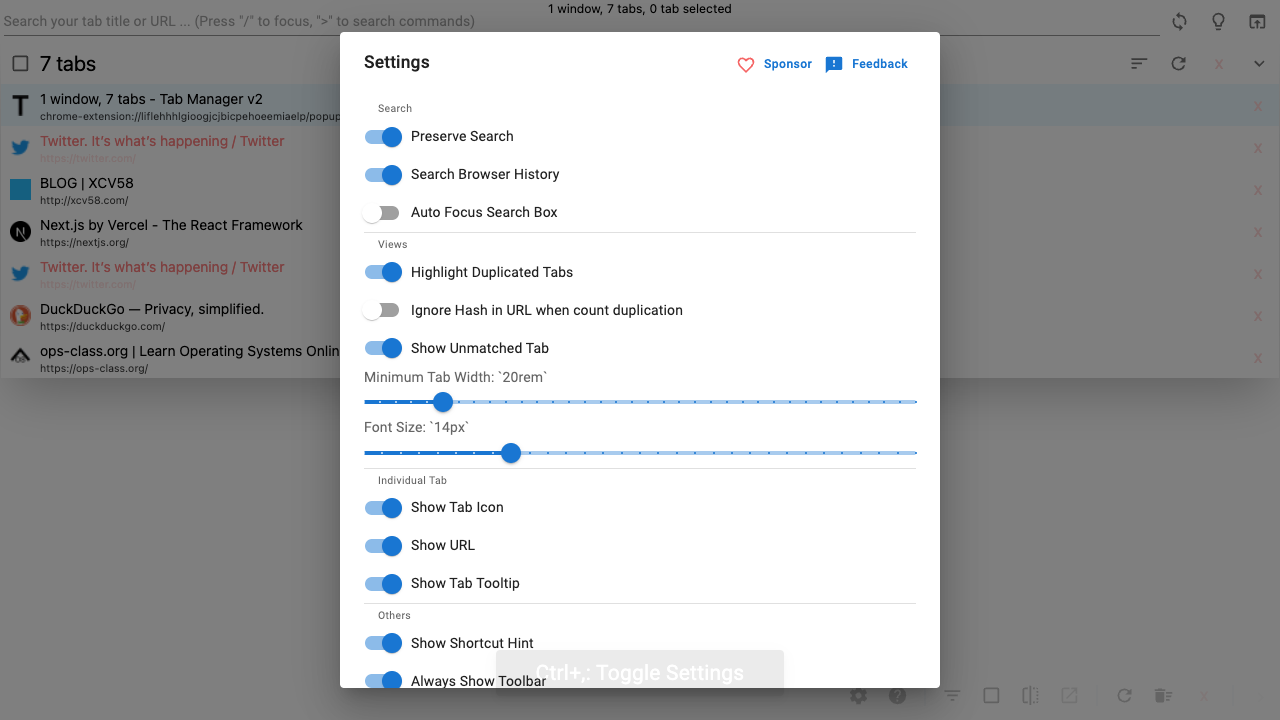 1 window, 7 tabs, 0 tab selected
Search your tab title or URL ... (Press "/" to focus, ">" to search commands)
7 tabs
X
1 window, 7 tabs - Tab Manager v2
chrome-extension://liflehhhlgioogjcjbicpehoeemiaelp/popup
X
Twitter. It's what's happening / Twitter
https://twitter.com/
X
BLOG | XCV58
http://xcv58.com/
X
Next.js by Vercel - The React Framework
https://nextjs.org/
X
Twitter. It's what's happening / Twitter
https://twitter.com/
X
DuckDuckGo — Privacy, simplified.
https://duckduckgo.com/
X
ops-class.org | Learn Operating Systems Onlin
https://ops-class.org/
X
Settings
Sponsor
Feedback
Search
Preserve Search
Search Browser History
Auto Focus Search Box
Views
Highlight Duplicated Tabs
Ignore Hash in URL when count duplication
Show Unmatched Tab
Minimum Tab Width: `20rem`
Font Size: `14px`
Individual Tab
Show Tab Icon
Show URL
Show Tab Tooltip
Others
Show Shortcut Hint
Always Show Toolbar
Ctrl+,: Toggle Settings
X